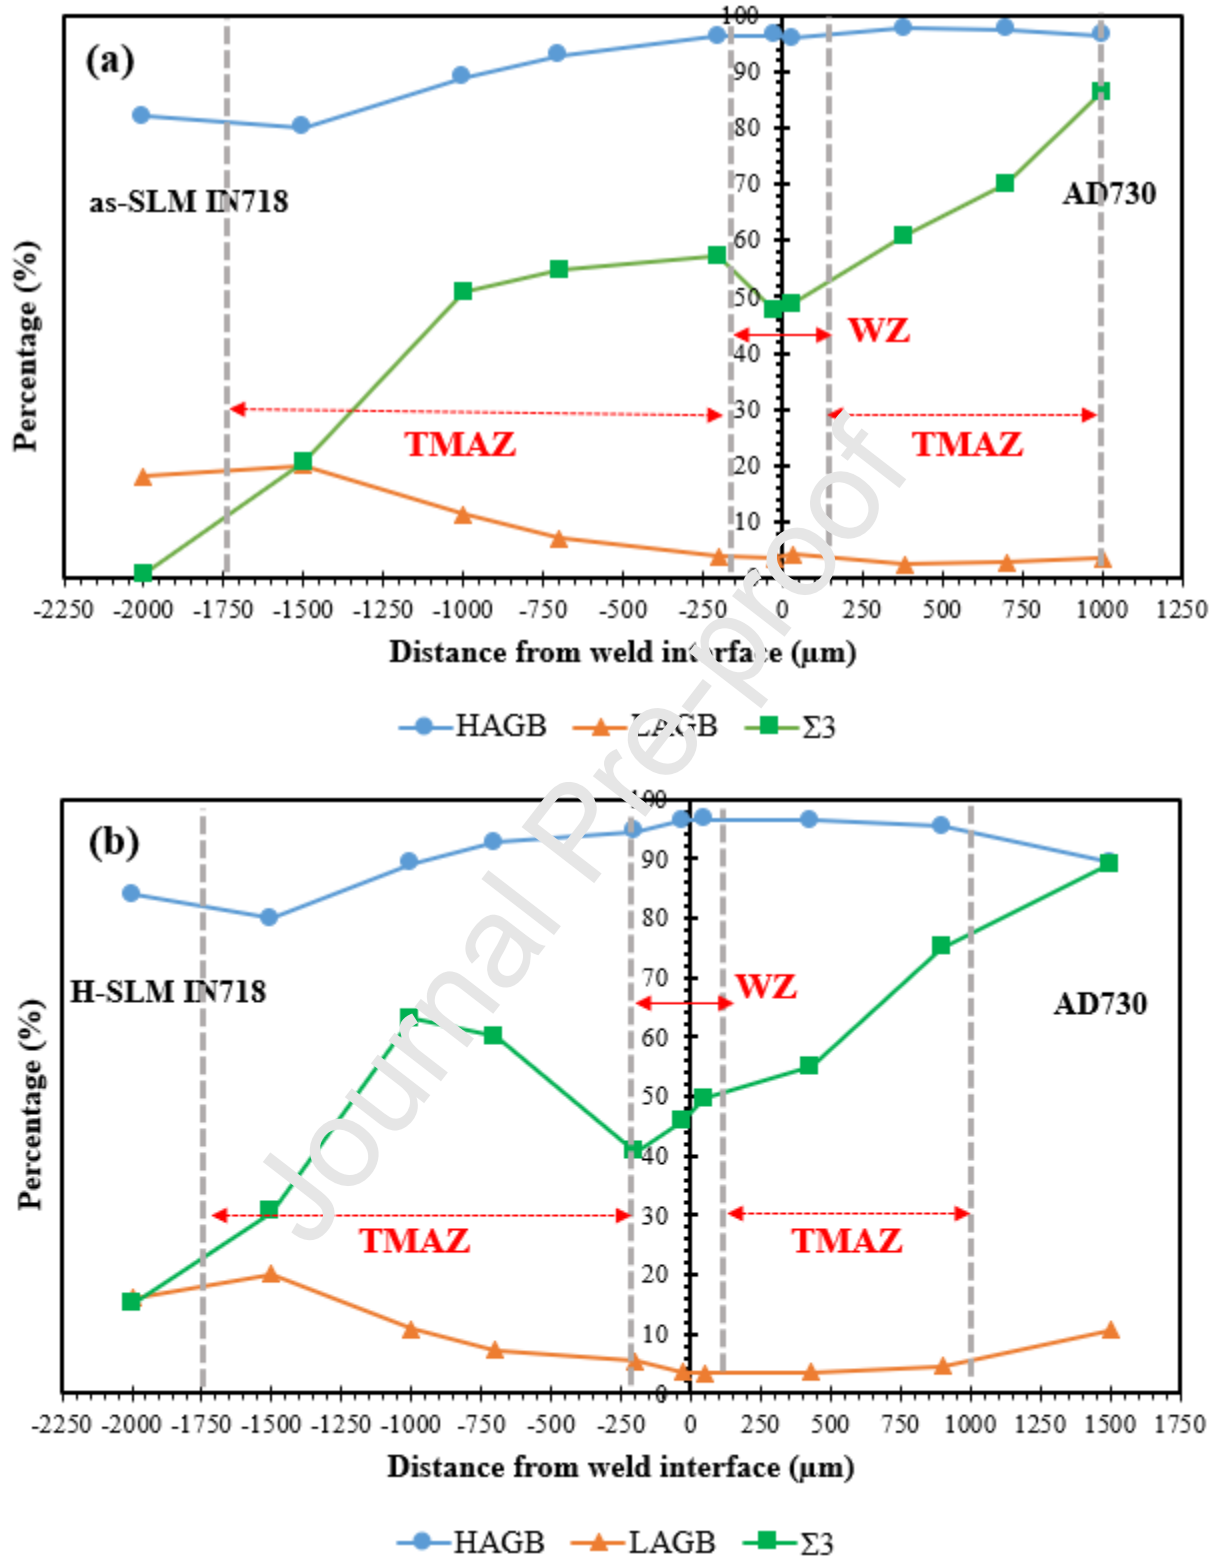 (a)
100
90
80
70
60
50
40
30
20
10
0
as-SLM IN718
AD730
WZ
TMAZ
TMAZ
Percentage (%)
-2250 -2000 -1750 -1500 -1250 -1000 -750 -500 -250 0 250 500 750 1000 1250
Distance from weld interface (µm)
HAGB LAGB Σ3
Journal Pre-proof
(b)
100
90
80
70
60
50
40
30
20
10
0
H-SLM IN718
AD730
WZ
TMAZ
TMAZ
Percentage (%)
-2250 -2000 -1750 -1500 -1250 -1000 -750 -500 -250 0 250 500 750 1000 1250 1500 1750
Distance from weld interface (µm)
HAGB LAGB Σ3